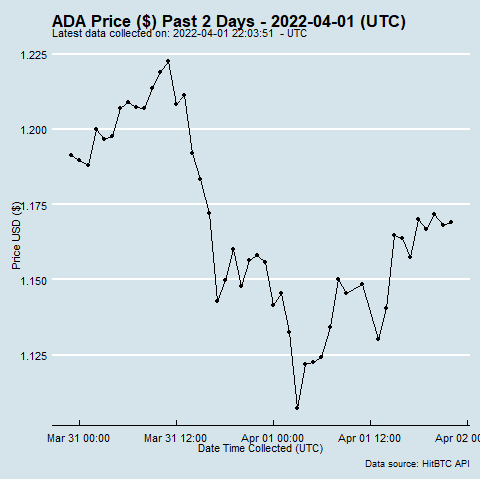 ADA Price ($) Past 2 Days - 2022-04-01 (UTC)
Latest data collected on: 2022-04-01 22:03:51  - UTC
1.225
1.200
1.175
1.150
1.125
Price USD ($)
Mar 31 00:00
Mar 31 12:00
Apr 01 00:00
Apr 01 12:00
Apr 02 00
Date Time Collected (UTC)
Data source: HitBTC API